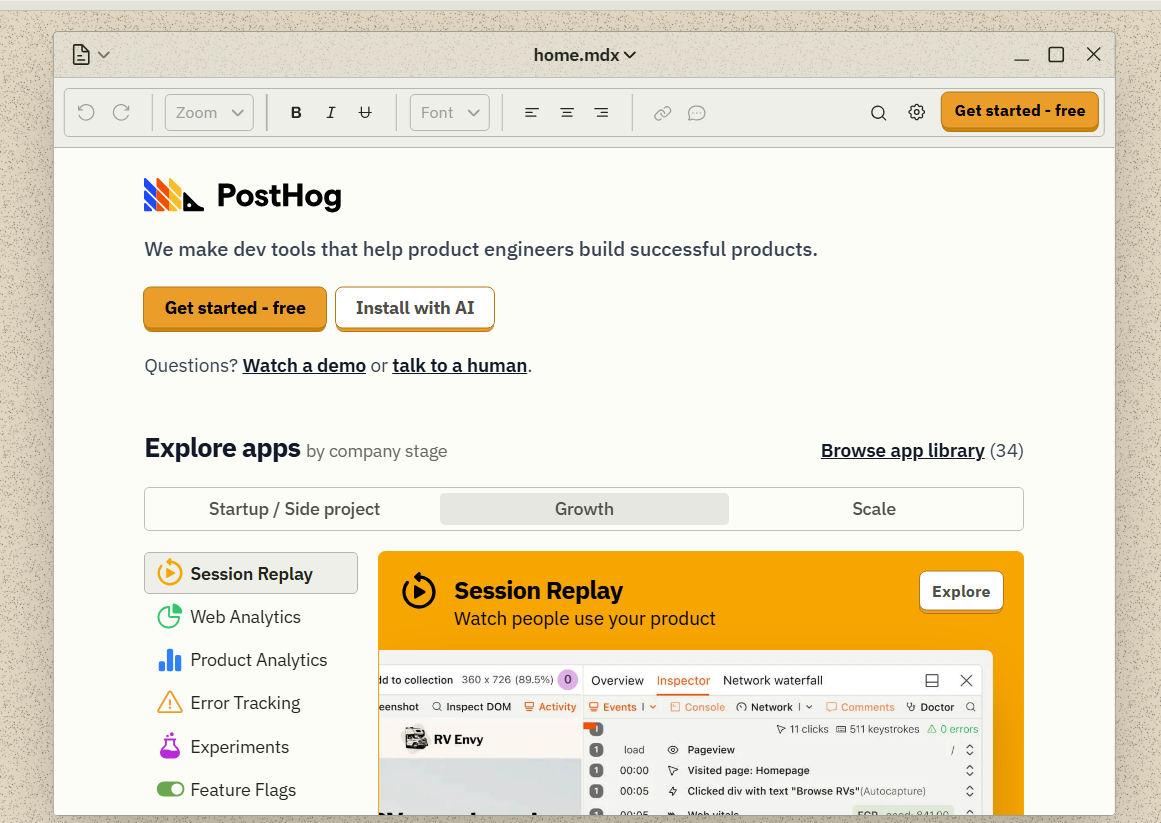 home.mdx
Zoom B I U Font Get started - free
PostHog
We make dev tools that help product engineers build successful products.
Get started - free Install with AI
Questions? Watch a demo or talk to a human.
Explore apps by company stage Browse app library (34)
Startup / Side project Growth Scale
Session Replay
Web Analytics
Product Analytics
Error Tracking
Experiments
Feature Flags
Session Replay
Watch people use your product
Explore
to collection 360 x 726 (89.5%) 0 Overview Inspector Network waterfall
Inspect DOM Activity Events Console Network Comments Doctor
RV Envy
1 11 clicks 511 keystrokes 0 errors
1 load Pageview /
1 00:00 Visited page: Homepage
1 00:05 Clicked div with text "Browse RVs"(Autocapture)
00:05 Web vitals